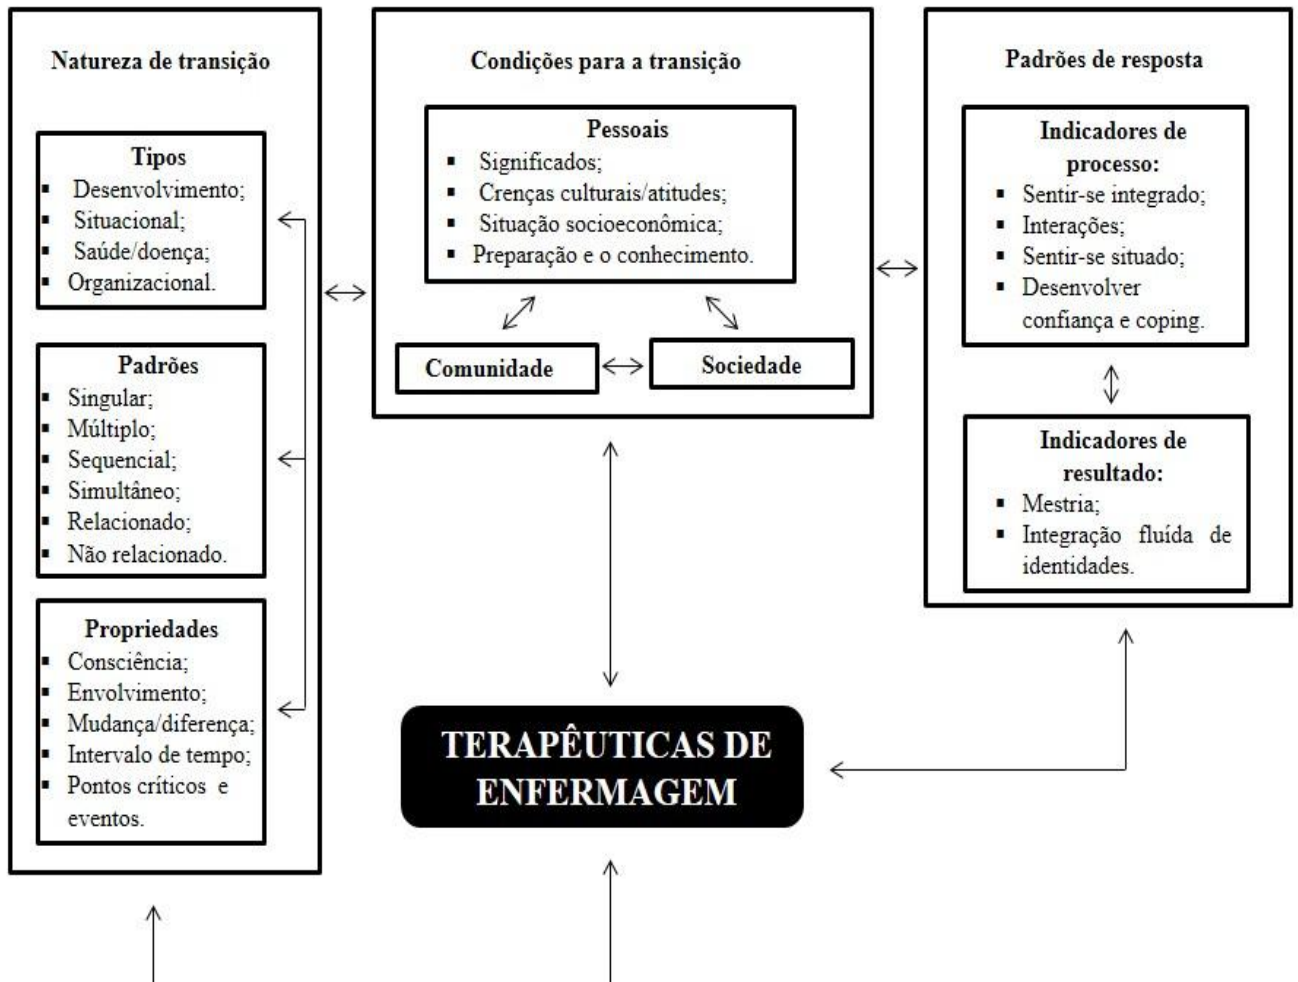 Natureza de transição
Tipos
▪ Desenvolvimento;
▪ Situacional;
▪ Saúde/doença;
▪ Organizacional.
Padrões
▪ Singular;
▪ Múltiplo;
▪ Sequencial;
▪ Simultâneo;
▪ Relacionado;
▪ Não relacionado.
Propriedades
▪ Consciência;
▪ Envolvimento;
▪ Mudança/diferença;
▪ Intervalo de tempo;
▪ Pontos críticos e
eventos.
Condições para a transição
Pessoais
▪ Significados;
▪ Crenças culturais/atitudes;
▪ Situação socioeconômica;
▪ Preparação e o conhecimento.
Comunidade
Sociedade
Padrões de resposta
Indicadores de
processo:
▪ Sentir-se integrado;
▪ Interações;
▪ Sentir-se situado;
▪ Desenvolver
confiança e coping.
Indicadores de
resultado:
▪ Mestria;
▪ Integração fluída de
identidades.
TERAPÊUTICAS DE
ENFERMAGEM